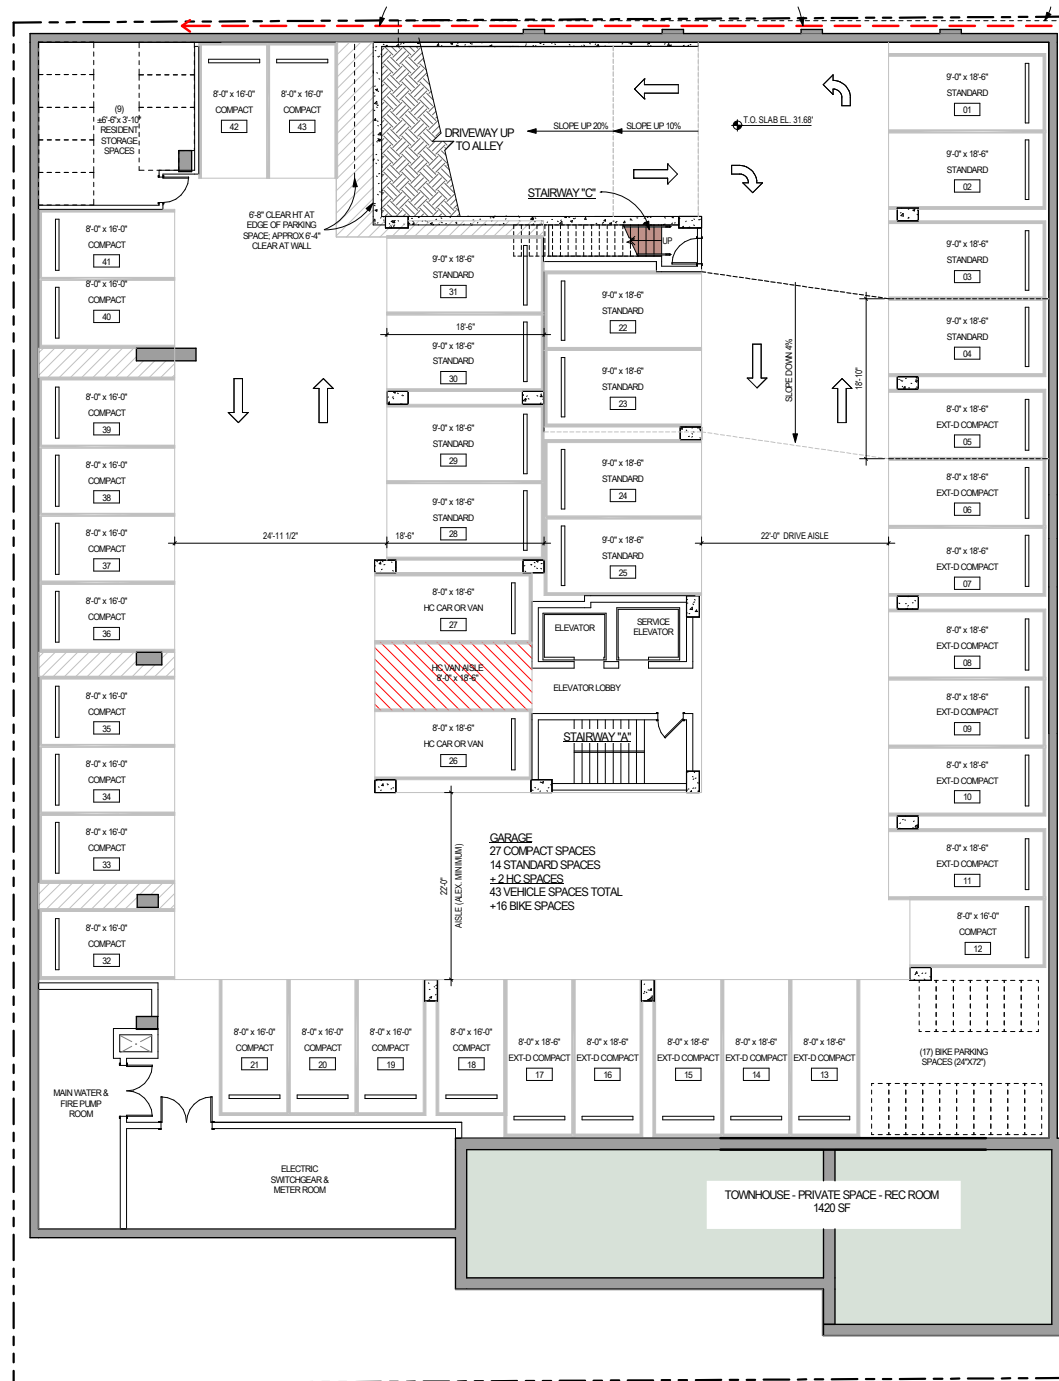 (9)
±6'-6"x 3'-10"
RESIDENT
STORAGE
SPACES
8'-0" x 16'-0"
COMPACT
42
8'-0" x 16'-0"
COMPACT
43
DRIVEWAY UP
TO ALLEY
SLOPE UP 20%
SLOPE UP 10%
T.O. SLAB EL. 31.68'
STAIRWAY "C"
UP
6'-8" CLEAR HT AT
EDGE OF PARKING
SPACE; APPROX 6'-4"
CLEAR AT WALL
9'-0" x 18'-6"
STANDARD
01
9'-0" x 18'-6"
STANDARD
02
9'-0" x 18'-6"
STANDARD
03
9'-0" x 18'-6"
STANDARD
04
8'-0" x 18'-6"
EXT-D COMPACT
05
8'-0" x 18'-6"
EXT-D COMPACT
06
8'-0" x 18'-6"
EXT-D COMPACT
07
8'-0" x 18'-6"
EXT-D COMPACT
08
8'-0" x 18'-6"
EXT-D COMPACT
09
8'-0" x 18'-6"
EXT-D COMPACT
10
8'-0" x 18'-6"
EXT-D COMPACT
11
8'-0" x 16'-0"
COMPACT
12
8'-0" x 16'-0"
COMPACT
41
8'-0" x 16'-0"
COMPACT
40
8'-0" x 16'-0"
COMPACT
39
8'-0" x 16'-0"
COMPACT
38
8'-0" x 16'-0"
COMPACT
37
8'-0" x 16'-0"
COMPACT
36
8'-0" x 16'-0"
COMPACT
35
8'-0" x 16'-0"
COMPACT
34
8'-0" x 16'-0"
COMPACT
33
8'-0" x 16'-0"
COMPACT
32
9'-0" x 18'-6"
STANDARD
31
18'-6"
9'-0" x 18'-6"
STANDARD
30
9'-0" x 18'-6"
STANDARD
29
9'-0" x 18'-6"
STANDARD
28
9'-0" x 18'-6"
STANDARD
22
9'-0" x 18'-6"
STANDARD
23
9'-0" x 18'-6"
STANDARD
24
9'-0" x 18'-6"
STANDARD
25
SLOPE DOWN 4%
18'-10"
24'-11 1/2"
18'-6"
22'-0" DRIVE AISLE
8'-0" x 18'-6"
HC CAR OR VAN
27
HC VAN AISLE
8'-0" x 18'-6"
8'-0" x 18'-6"
HC CAR OR VAN
26
ELEVATOR
SERVICE
ELEVATOR
ELEVATOR LOBBY
STAIRWAY "A"
22'-0"
AISLE (ALEX. MINIMUM)
GARAGE
27 COMPACT SPACES
14 STANDARD SPACES
+ 2 HC SPACES
43 VEHICLE SPACES TOTAL
+16 BIKE SPACES
8'-0" x 16'-0"
COMPACT
21
8'-0" x 16'-0"
COMPACT
20
8'-0" x 16'-0"
COMPACT
19
8'-0" x 16'-0"
COMPACT
18
8'-0" x 18'-6"
EXT-D COMPACT
17
8'-0" x 18'-6"
EXT-D COMPACT
16
8'-0" x 18'-6"
EXT-D COMPACT
15
8'-0" x 18'-6"
EXT-D COMPACT
14
8'-0" x 18'-6"
EXT-D COMPACT
13
(17) BIKE PARKING
SPACES (24"X72")
MAIN WATER &
FIRE PUMP
ROOM
ELECTRIC
SWITCHGEAR &
METER ROOM
TOWNHOUSE - PRIVATE SPACE - REC ROOM
1420 SF